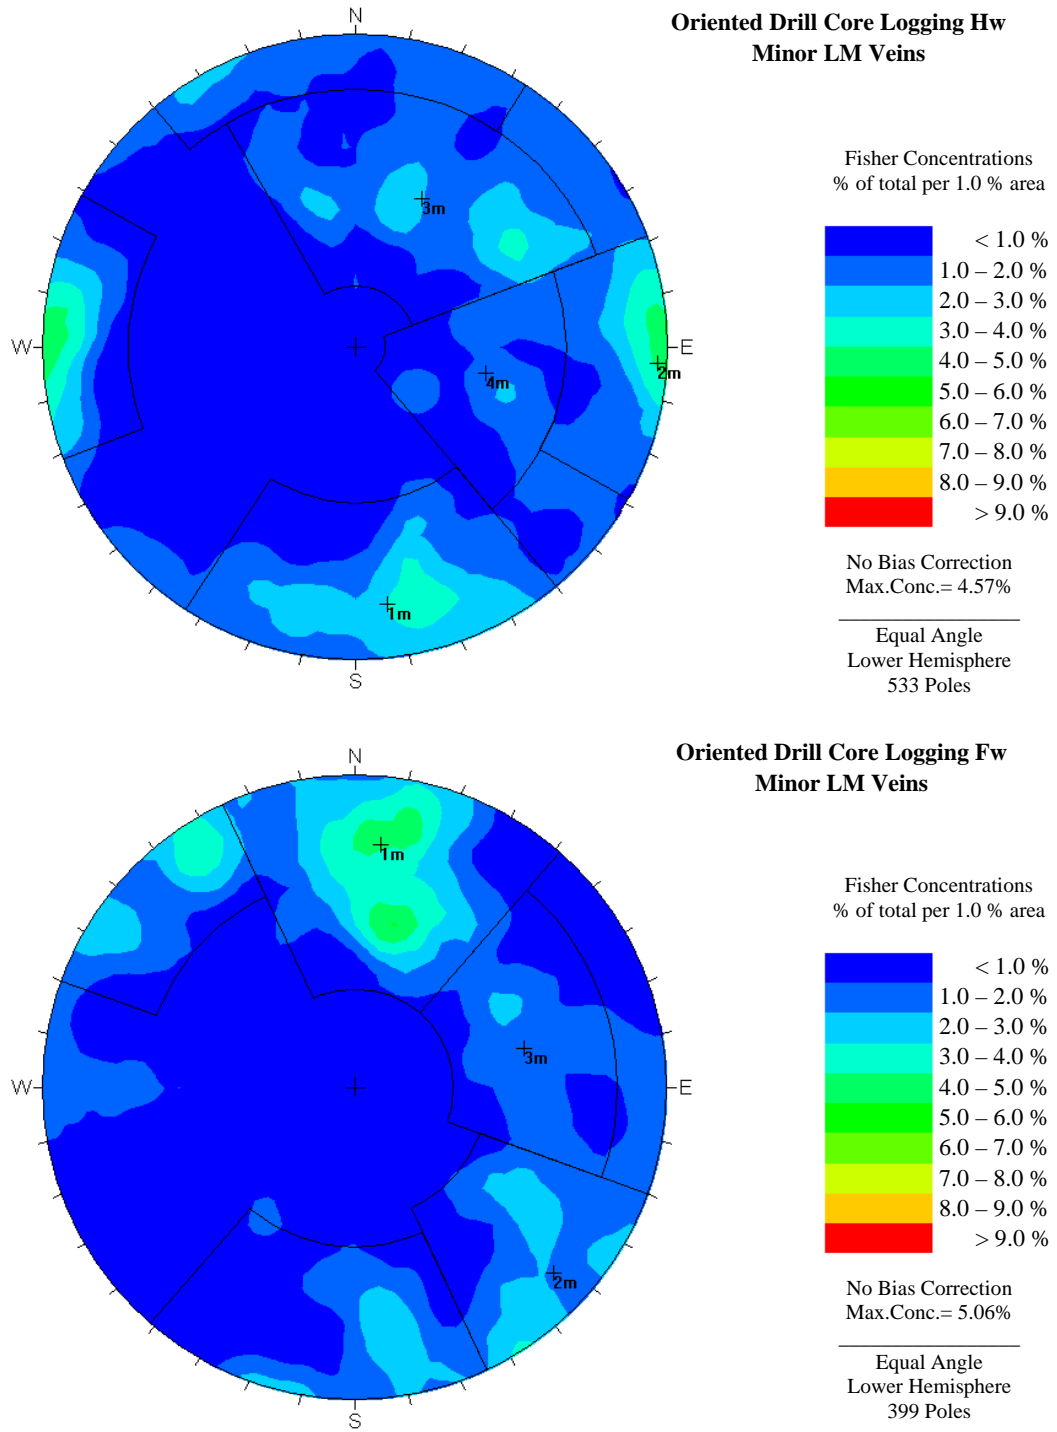 Oriented Drill Core Logging Hw
Minor LM Veins
N
W
E
S
3m
4m
2m
1m
Fisher Concentrations
% of total per 1.0 % area
< 1.0 %
1.0 – 2.0 %
2.0 – 3.0 %
3.0 – 4.0 %
4.0 – 5.0 %
5.0 – 6.0 %
6.0 – 7.0 %
7.0 – 8.0 %
8.0 – 9.0 %
> 9.0 %
No Bias Correction
Max.Conc.= 4.57%
Equal Angle
Lower Hemisphere
533 Poles
Oriented Drill Core Logging Fw
Minor LM Veins
N
W
E
S
1m
3m
2m
Fisher Concentrations
% of total per 1.0 % area
< 1.0 %
1.0 – 2.0 %
2.0 – 3.0 %
3.0 – 4.0 %
4.0 – 5.0 %
5.0 – 6.0 %
6.0 – 7.0 %
7.0 – 8.0 %
8.0 – 9.0 %
> 9.0 %
No Bias Correction
Max.Conc.= 5.06%
Equal Angle
Lower Hemisphere
399 Poles